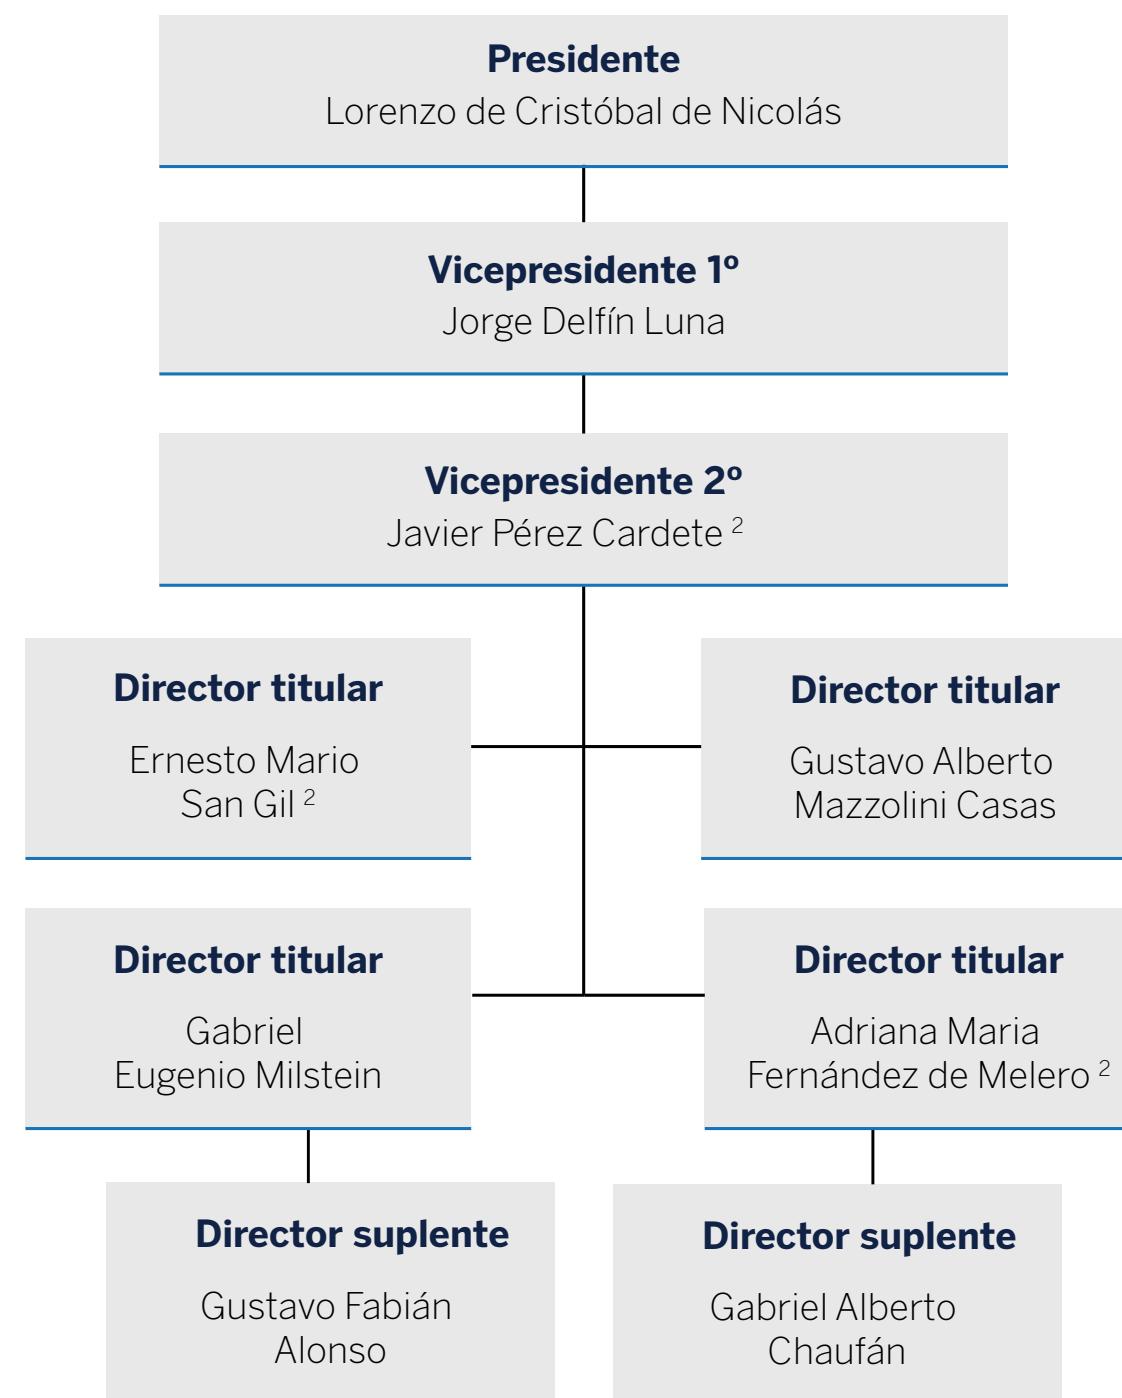 Presidente
Lorenzo de Cristóbal de Nicolás
Vicepresidente 1º
Jorge Delfín Luna
Vicepresidente 2º
Javier Pérez Cardete ²
Director titular
Ernesto Mario
San Gil ²
Director titular
Gustavo Alberto
Mazzolini Casas
Director titular
Gabriel
Eugenio Milstein
Director titular
Adriana Maria
Fernández de Melero ²
Director suplente
Gustavo Fabián
Alonso
Director suplente
Gabriel Alberto
Chaufán